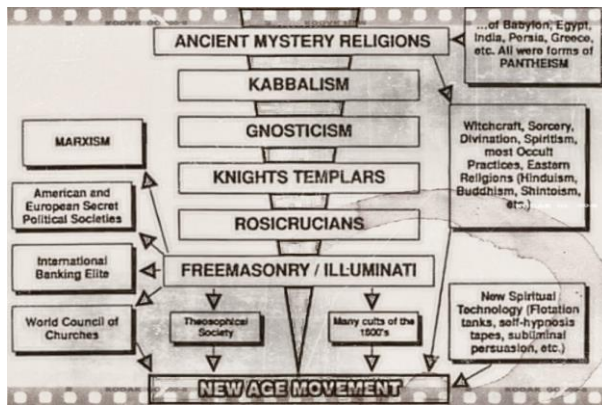 ...of Babylon, Egypt,
India, Persia, Greece,
etc. All were forms of
PANTHEISM
ANCIENT MYSTERY RELIGIONS
KABBALISM
GNOSTICISM
KNIGHTS TEMPLARS
ROSICRUCIANS
FREEMASONRY / ILLUMINATI
Witchcraft, Sorcery,
Divination, Spiritism,
most Occult
Practices, Eastern
Religions (Hinduism,
Buddhism, Shintoism,
etc.)
MARXISM
American and
European Secret
Political Societies
International
Banking Elite
World Council of
Churches
Theosophical
Society
Many cults of the
1800's
New Spiritual
Technology (Flotation
tanks, self-hypnosis
tapes, subliminal
persuasion, etc.)
NEW AGE MOVEMENT